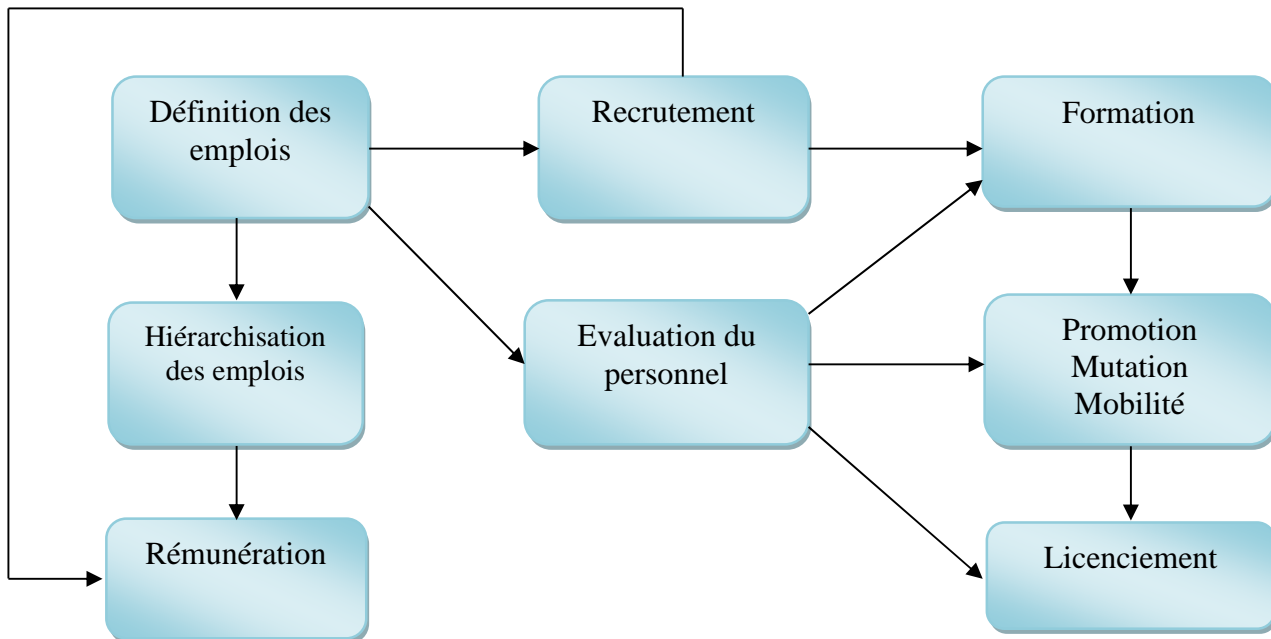 Définition des
emplois
Recrutement
Formation
Hiérarchisation
des emplois
Evaluation du
personnel
Promotion
Mutation
Mobilité
Rémunération
Licenciement